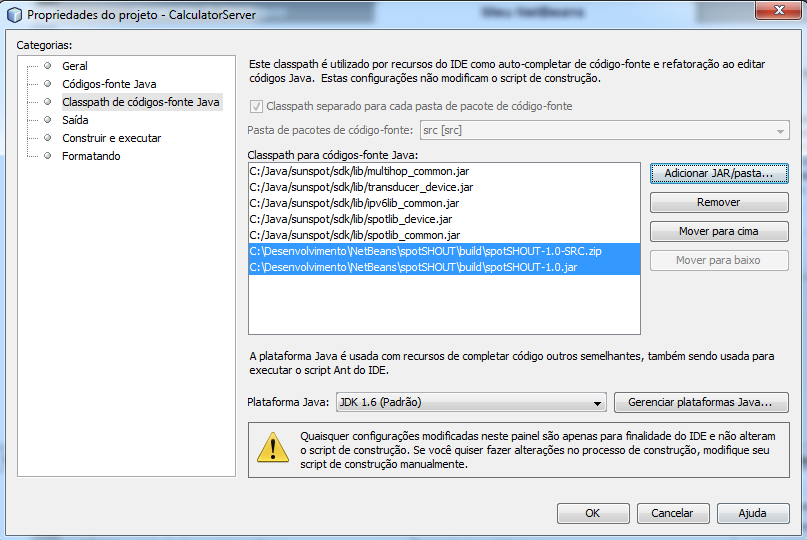 Propriedades do projeto - CalculatorServer
Meu NetBeans
Categorias:
Geral
Códigos-fonte Java
Classpath de códigos-fonte Java
Saída
Construir e executar
Formatando
Este classpath é utilizado por recursos do IDE como auto-completar de código-fonte e refatoração ao editar
códigos Java. Estas configurações não modificam o script de construção.
Classpath separado para cada pasta de pacote de código-fonte
Pasta de pacotes de código-fonte: src [src]
Classpath para códigos-fonte Java:
C:/Java/sunspot/sdk/lib/multihop_common.jar
C:/Java/sunspot/sdk/lib/transducer_device.jar
C:/Java/sunspot/sdk/lib/ipv6lib_common.jar
C:/Java/sunspot/sdk/lib/spotlib_device.jar
C:/Java/sunspot/sdk/lib/spotlib_common.jar
C:\Desenvolvimento\NetBeans\spotSHOUT\build\spotSHOUT-1.0-SRC.zip
C:\Desenvolvimento\NetBeans\spotSHOUT\build\spotSHOUT-1.0.jar
Adicionar JAR/pasta...
Remover
Mover para cima
Mover para baixo
A plataforma Java é usada com recursos de completar código outros semelhantes, também sendo usada para
executar o script Ant do IDE.
Plataforma Java: JDK 1.6 (Padrão) Gerenciar plataformas Java...
Quaisquer configurações modificadas neste painel são apenas para finalidade do IDE e não alteram
o script de construção. Se você quiser fazer alterações no processo de construção, modifique seu
script de construção manualmente.
OK Cancelar Ajuda